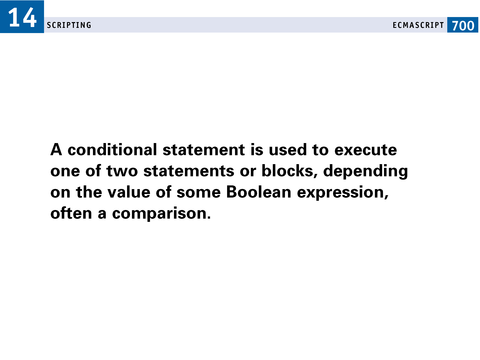 14 SCRIPTING ECMASCRIPT 700
A conditional statement is used to execute
one of two statements or blocks, depending
on the value of some Boolean expression,
often a comparison.